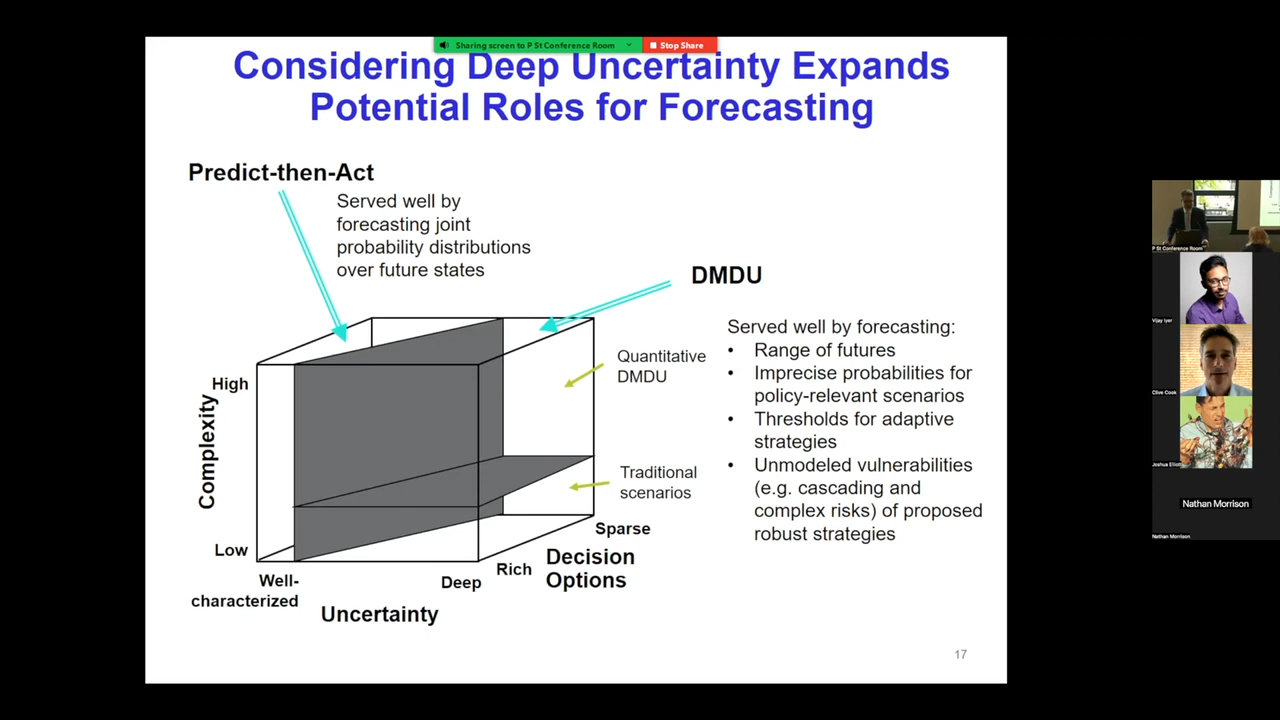 Sharing screen to P St Conference Room
Stop Share
Considering Deep Uncertainty Expands
Potential Roles for Forecasting
Predict-then-Act
Served well by
forecasting joint
probability distributions
over future states
DMDU
Served well by forecasting:
• Range of futures
• Imprecise probabilities for
policy-relevant scenarios
• Thresholds for adaptive
strategies
• Unmodeled vulnerabilities
(e.g. cascading and
complex risks) of proposed
robust strategies
Quantitative
DMDU
Traditional
scenarios
High
Complexity
Low
Well-
characterized
Uncertainty
Deep
Rich
Decision
Options
Sparse
17
P St Conference Room
Vijay Iyer
Clive Cook
Joshua Elliott
Nathan Morrison
Nathan Morrison